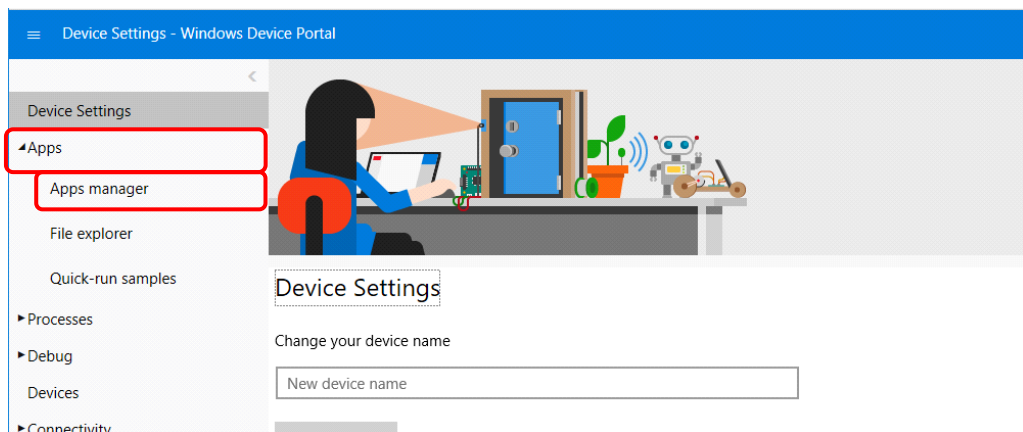 Device Settings - Windows Device Portal
Device Settings
Apps
Apps manager
File explorer
Quick-run samples
Processes
Debug
Devices
Connectivity
Device Settings
Change your device name
New device name